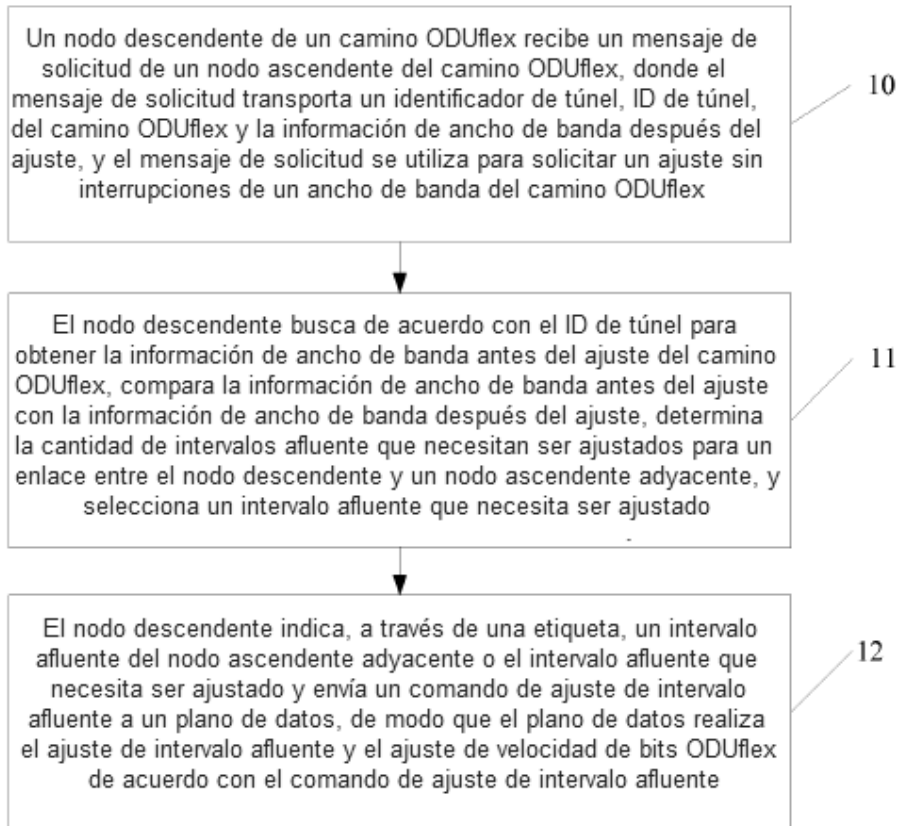 Un nodo descendente de un camino ODUflex recibe un mensaje de
solicitud de un nodo ascendente del camino ODUflex, donde el
mensaje de solicitud transporta un identificador de túnel, ID de túnel,
del camino ODUflex y la información de ancho de banda después del
ajuste, y el mensaje de solicitud se utiliza para solicitar un ajuste sin
interrupciones de un ancho de banda del camino ODUflex
10
El nodo descendente busca de acuerdo con el ID de túnel para
obtener la información de ancho de banda antes del ajuste del camino
ODUflex, compara la información de ancho de banda antes del ajuste
con la información de ancho de banda después del ajuste, determina
la cantidad de intervalos afluente que necesitan ser ajustados para un
enlace entre el nodo descendente y un nodo ascendente adyacente, y
selecciona un intervalo afluente que necesita ser ajustado
11
El nodo descendente indica, a través de una etiqueta, un intervalo
afluente del nodo ascendente adyacente o el intervalo afluente que
necesita ser ajustado y envía un comando de ajuste de intervalo
afluente a un plano de datos, de modo que el plano de datos realiza
el ajuste de intervalo afluente y el ajuste de velocidad de bits ODUflex
de acuerdo con el comando de ajuste de intervalo afluente
12